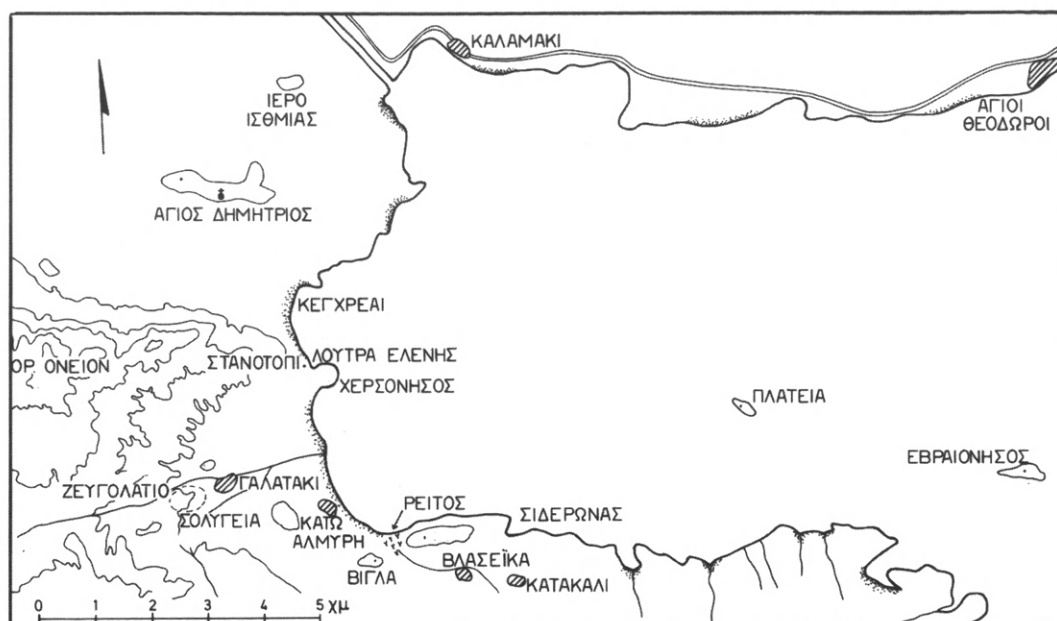 ΚΑΛΑΜΑΚΙ
ΙΕΡΟ
ΙΣΘΜΙΑΣ
ΑΓΙΟΙ
ΘΕΟΔΩΡΟΙ
ΑΓΙΟΣ ΔΗΜΗΤΡΙΟΣ
ΚΕΓΧΡΕΑΙ
ΟΡ. ΟΝΕΙΟΝ
ΣΤΑΝΟΤΟΠΙ
ΛΟΥΤΡΑ ΕΛΕΝΗΣ
ΧΕΡΣΟΝΗΣΟΣ
ΠΛΑΤΕΙΑ
ΕΒΡΑΙΟΝΗΣΟΣ
ΖΕΥΓΟΛΑΤΙΟ
ΓΑΛΑΤΑΚΙ
ΣΟΛΥΓΕΙΑ
ΚΑΤΩ
ΑΛΜΥΡΗ
ΡΕΙΤΟΣ
ΣΙΔΕΡΩΝΑΣ
ΒΙΓΛΑ
ΒΛΑΣΕΪΚΑ
ΚΑΤΑΚΑΛΙ
0 1 2 3 4 5 χμ